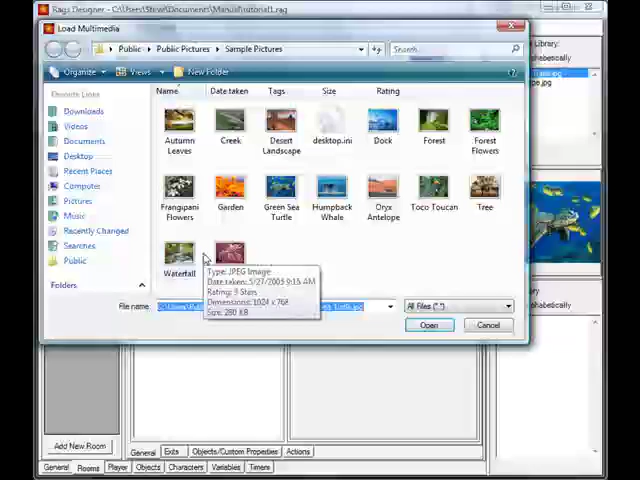 Rags Designer - C:\Users\Stew\Documents\Manual\tutorial1.rag
Load Multimedia
Public
Public Pictures
Sample Pictures
Search
Organize
Views
New Folder
?
Favorite Links
Downloads
Videos
Documents
Desktop
Recent Places
Computer
Pictures
Music
Recently Changed
Searches
Public
Folders
Name
Date taken
Tags
Size
Rating
Autumn Leaves
Creek
Desert Landscape
desktop.ini
Dock
Forest
Forest Flowers
Frangipani Flowers
Garden
Green Sea Turtle
Humpback Whale
Oryx Antelope
Toco Toucan
Tree
Waterfall
Type: JPEG Image
Date taken: 5/27/2003 9:15 AM
Rating: 3 Stars
Dimensions: 1024 x 768
Size: 280 KB
File name:
All Files (*.*)
Open
Cancel
Library:
Add New Room
General
Exits
Objects/Custom Properties
Actions
General
Rooms
Player
Objects
Characters
Variables
Timers